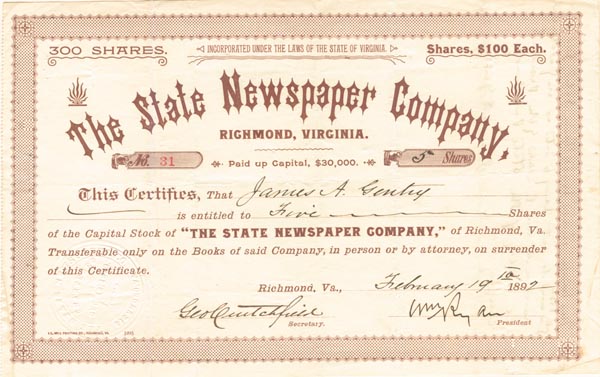 300 SHARES.
INCORPORATED UNDER THE LAWS OF THE STATE OF VIRGINIA.
Shares, $100 Each.
The State Newspaper Company,
RICHMOND, VIRGINIA.
No. 31
Paid up Capital, $30,000.
5 Shares
This Certifies, That James A. Gentry
is entitled to Five Shares
of the Capital Stock of "THE STATE NEWSPAPER COMPANY," of Richmond, Va.
Transferable only on the Books of said Company, in person or by attorney, on surrender
of this Certificate.
Richmond, Va., February 19 1892
Geo Crutchfield
Secretary.
Wm Ryan
President